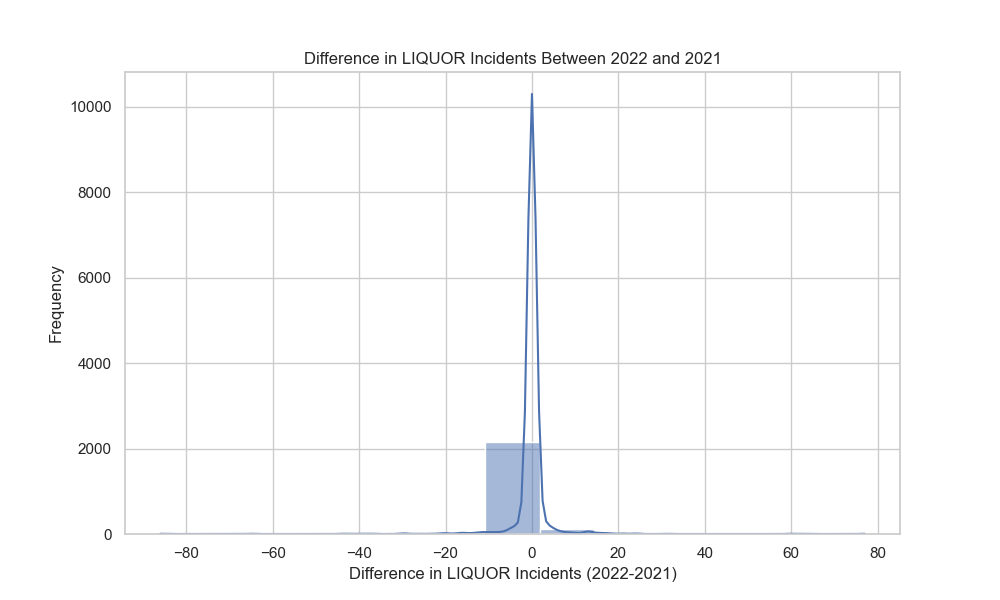 Difference in LIQUOR Incidents Between 2022 and 2021
10000
8000
6000
4000
2000
0
Frequency
−80 −60 −40 −20 0 20 40 60 80
Difference in LIQUOR Incidents (2022-2021)